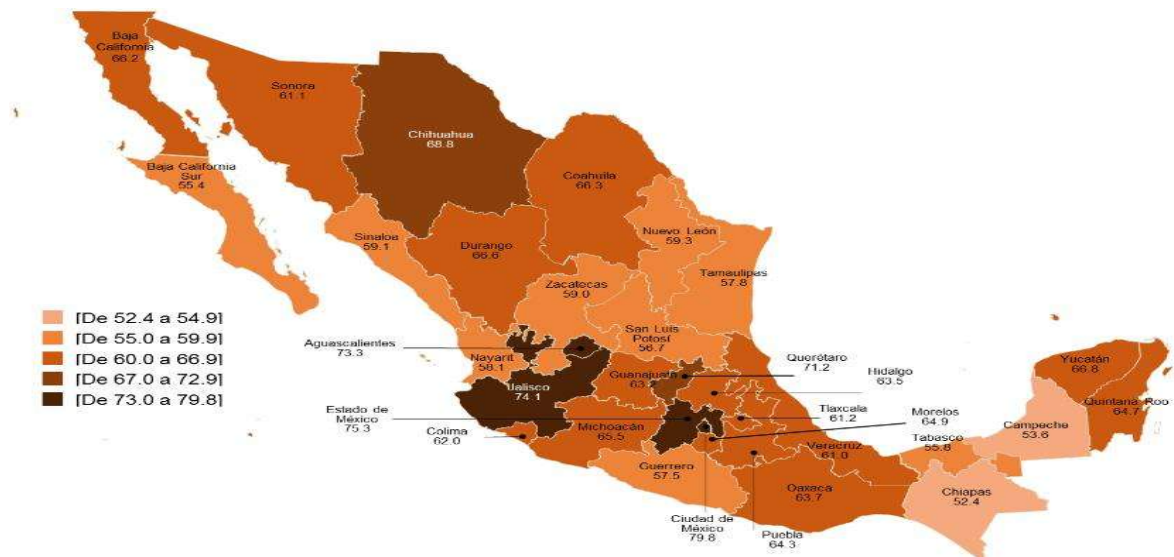 Baja
California
66.2
Sonora
61.1
Chihuahua
68.8
Coahuila
66.3
Baja California
Sur
55.4
Nuevo León
59.3
Sinaloa
59.1
Durango
66.6
Tamaulipas
57.8
Zacatecas
59.0
[De 52.4 a 54.9]
[De 55.0 a 59.9]
[De 60.0 a 66.9]
[De 67.0 a 72.9]
[De 73.0 a 79.8]
San Luis
Potosí
56.7
Aguascalientes
73.3
Nayarit
58.1
Jalisco
74.1
Guanajuato
63.2
Querétaro
71.2
Hidalgo
63.5
Yucatán
66.8
Quintana Roo
64.7
Estado de
México
75.3
Colima
62.0
Michoacán
65.5
Tlaxcala
61.2
Morelos
64.9
Campeche
53.6
Veracruz
61.0
Tabasco
55.8
Guerrero
57.5
Oaxaca
63.7
Chiapas
52.4
Ciudad de
México
79.8
Puebla
64.3